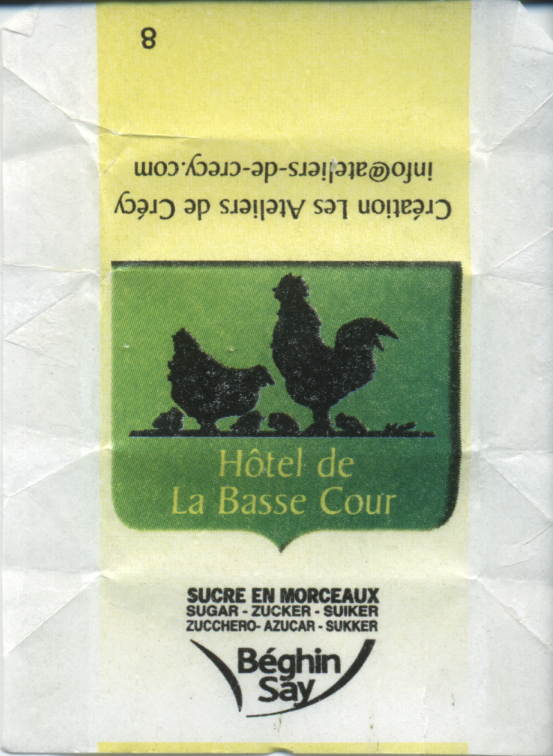 8
Création Les Ateliers de Crécy
info@ateliers-de-crecy.com
Hôtel de
La Basse Cour
SUCRE EN MORCEAUX
SUGAR - ZUCKER - SUIKER
ZUCCHERO- AZUCAR - SUKKER
Béghin
Say